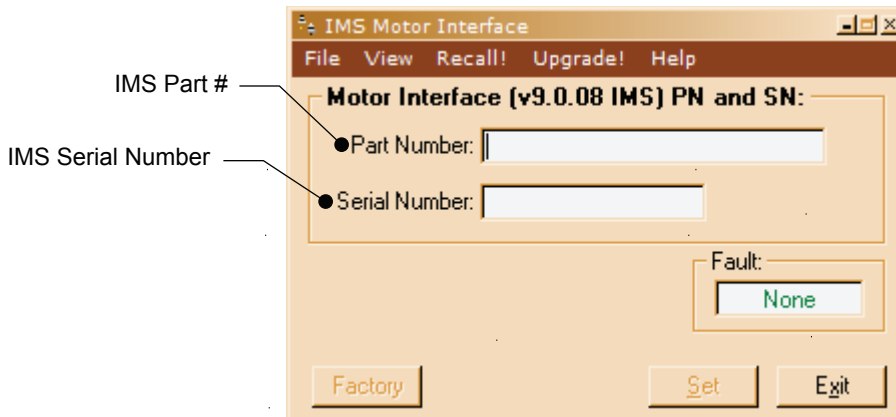 IMS Motor Interface
File View Recall! Upgrade! Help
IMS Part #
Motor Interface (v9.0.08 IMS) PN and SN:
Part Number:
IMS Serial Number
Serial Number:
Fault:
None
Factory
Set
Exit